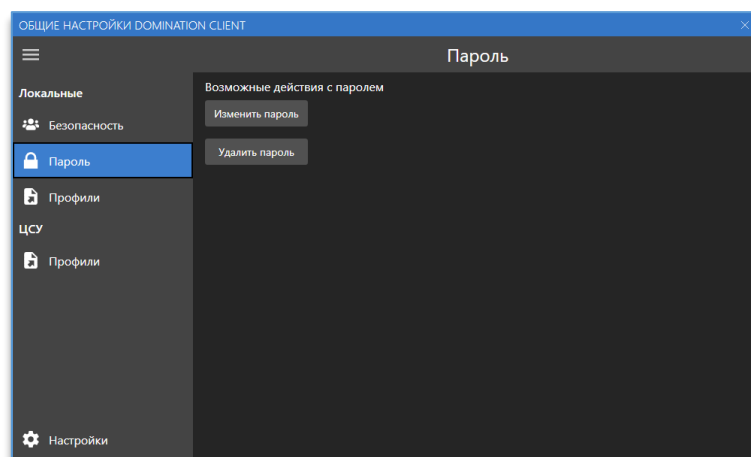 ОБЩИЕ НАСТРОЙКИ DOMINATION CLIENT
Пароль
Локальные
Безопасность
Пароль
Профили
ЦСУ
Профили
Настройки
Возможные действия с паролем
Изменить пароль
Удалить пароль